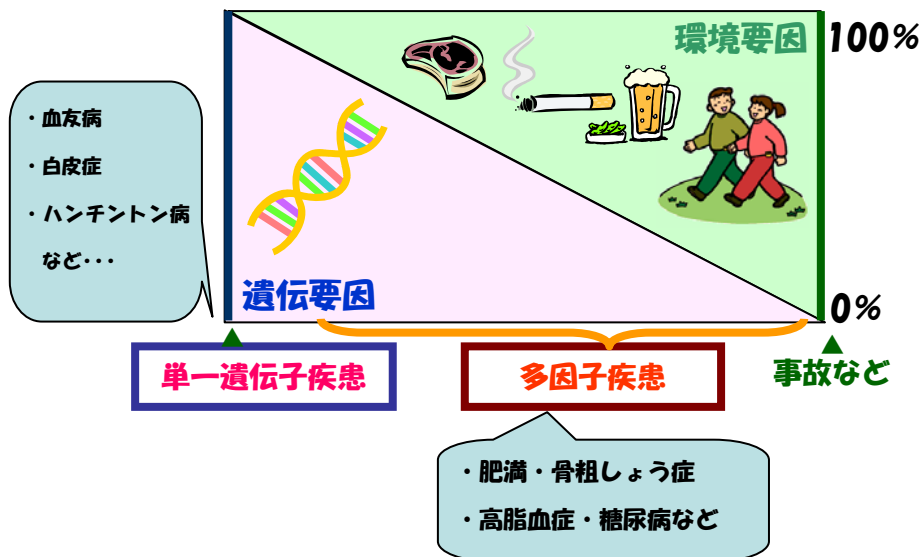 環境要因
100%
・血友病
・白皮症
・ハンチントン病
など・・・
遺伝要因
0%
単一遺伝子疾患
多因子疾患
事故など
・肥満・骨粗しょう症
・高脂血症・糖尿病など